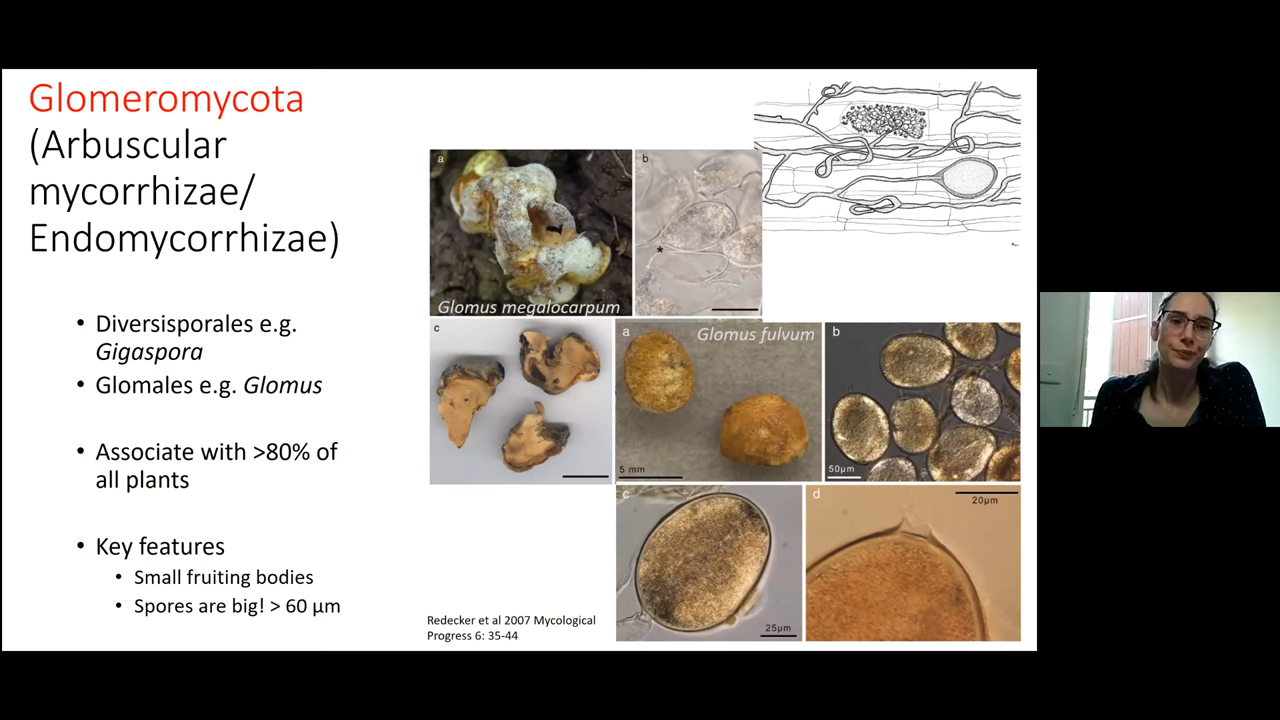 Glomeromycota
(Arbuscular
mycorrhizae/
Endomycorrhizae)
• Diversisporales e.g.
Gigaspora
• Glomales e.g. Glomus
• Associate with >80% of
all plants
• Key features
• Small fruiting bodies
• Spores are big! > 60 µm
a
Glomus megalocarpum
b
*
c
a
Glomus fulvum
5 mm
b
50µm
c
25µm
d
20µm
Redecker et al 2007 Mycological
Progress 6: 35-44